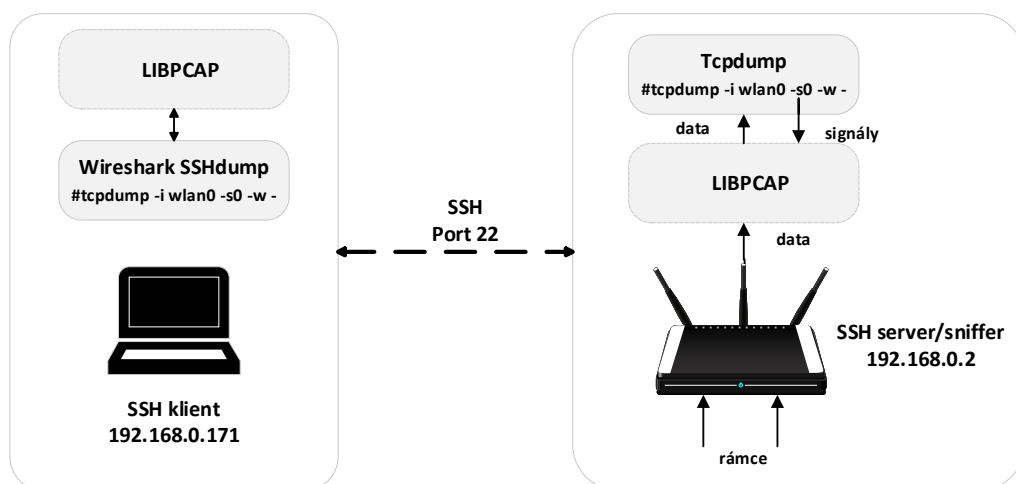 LIBPCAP
Wireshark SSHdump
#tcpdump -i wlan0 -s0 -w -
SSH klient
192.168.0.171
SSH
Port 22
Tcpdump
#tcpdump -i wlan0 -s0 -w -
data
signály
LIBPCAP
data
SSH server/sniffer
192.168.0.2
rámce